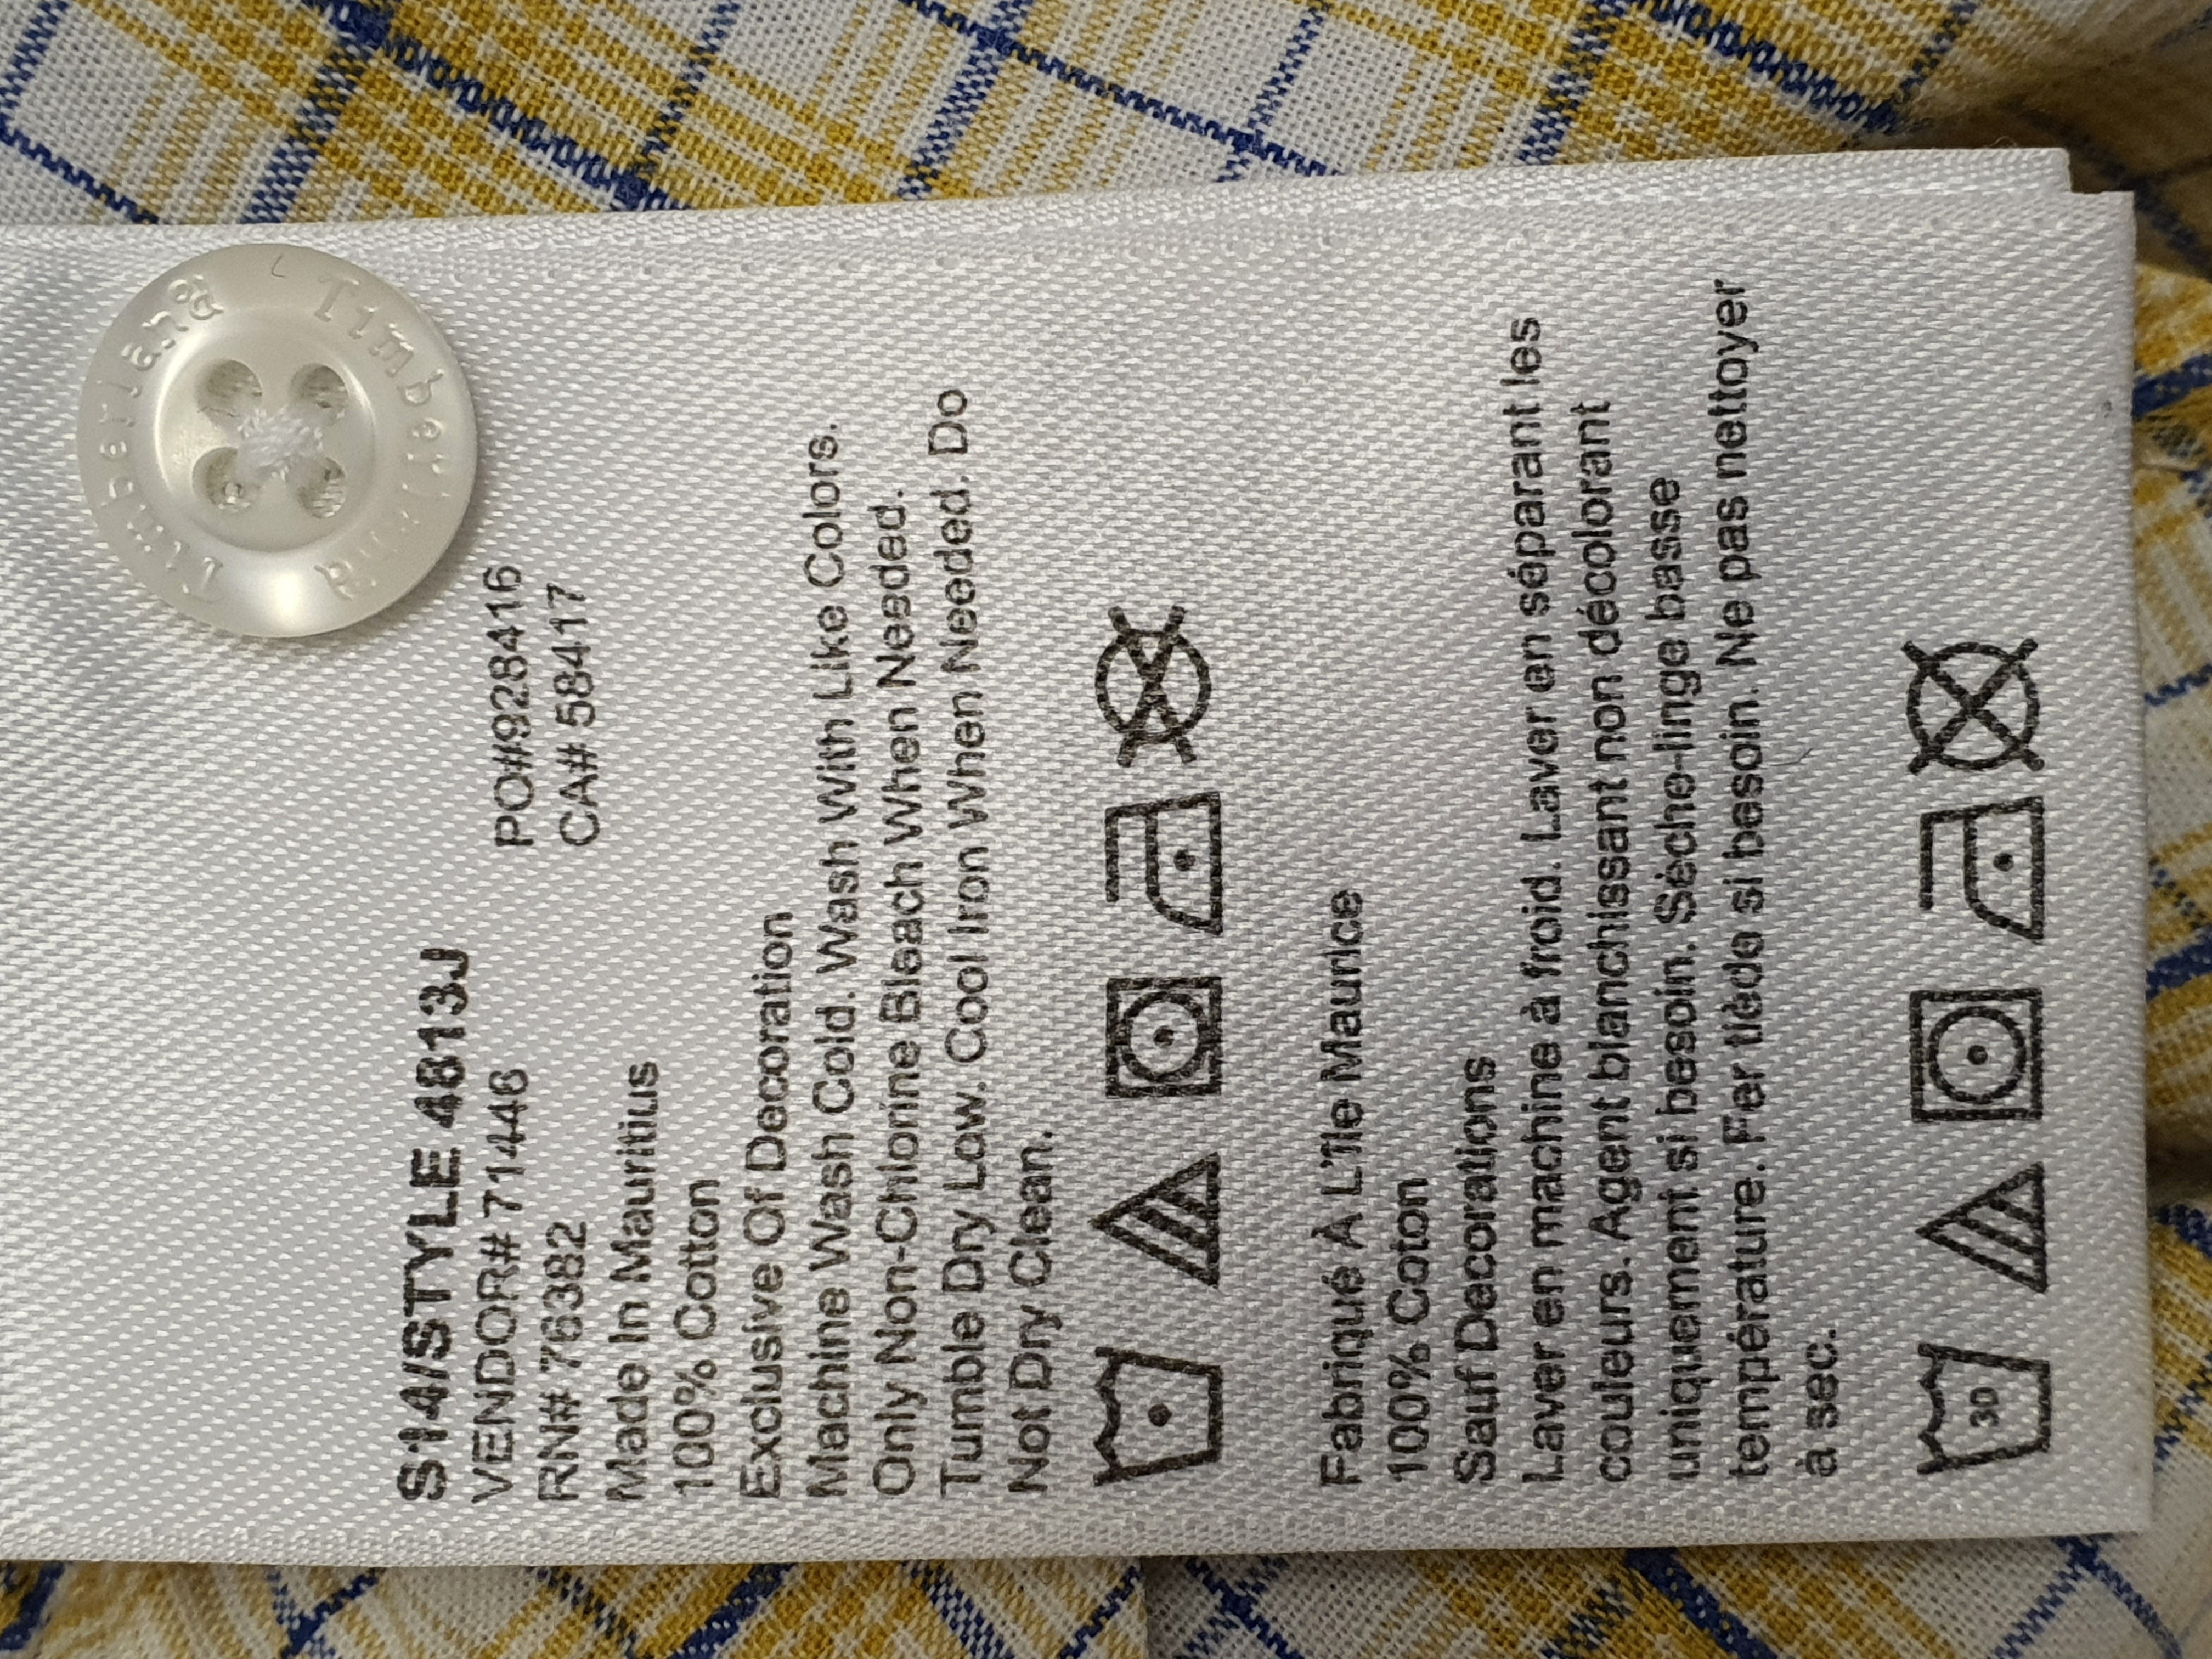 Timberland
Timberland
S14/STYLE 4813J
VENDOR# 71446
RN# 76382
PO#928416
CA# 58417
Made In Mauritius
100% Cotton
Exclusive Of Decoration
Machine Wash Cold. Wash With Like Colors.
Only Non-Chlorine Bleach When Needed.
Tumble Dry Low. Cool Iron When Needed. Do
Not Dry Clean.
Fabriqué À L'île Maurice
100% Coton
Sauf Decorations
Laver en machine à froid. Laver en séparant les
couleurs. Agent blanchissant non décolorant
uniquement si besoin. Sèche-linge basse
température. Fer tiède si besoin. Ne pas nettoyer
à sec.
30